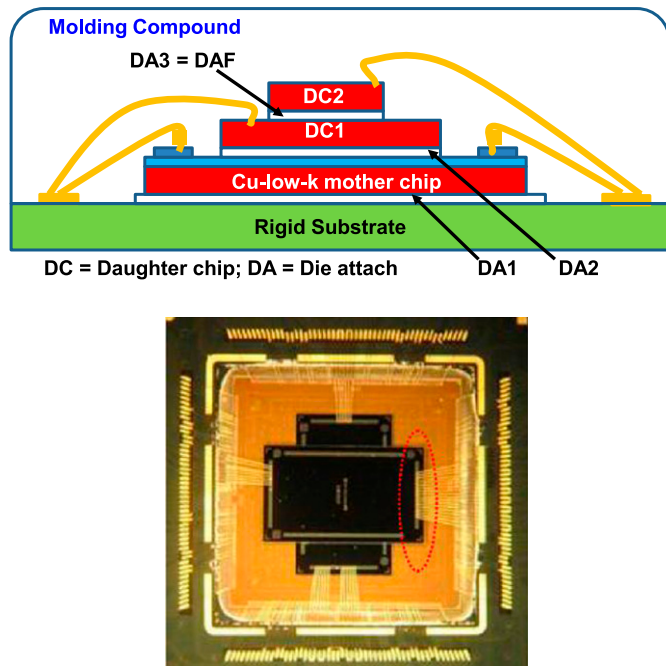 Molding Compound
DA3 = DAF
DC2
DC1
Cu-low-k mother chip
Rigid Substrate
DC = Daughter chip; DA = Die attach
DA1
DA2